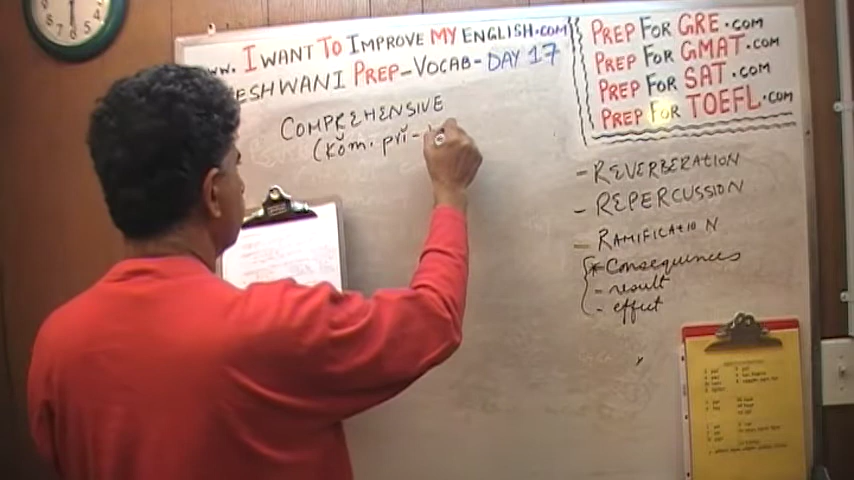 www. I WANT TO IMPROVE MY ENGLISH.COM
ESHWANI PREP-VOCAB-DAY 17
COMPREHENSIVE
(kŏm. prĭ-
PREP FOR GRE.COM
PREP FOR GMAT.COM
PREP FOR SAT.COM
PREP FOR TOEFL.COM
- REVERBERATION
- REPERCUSSION
- RAMIFICATION
* Consequences
- result
- effect